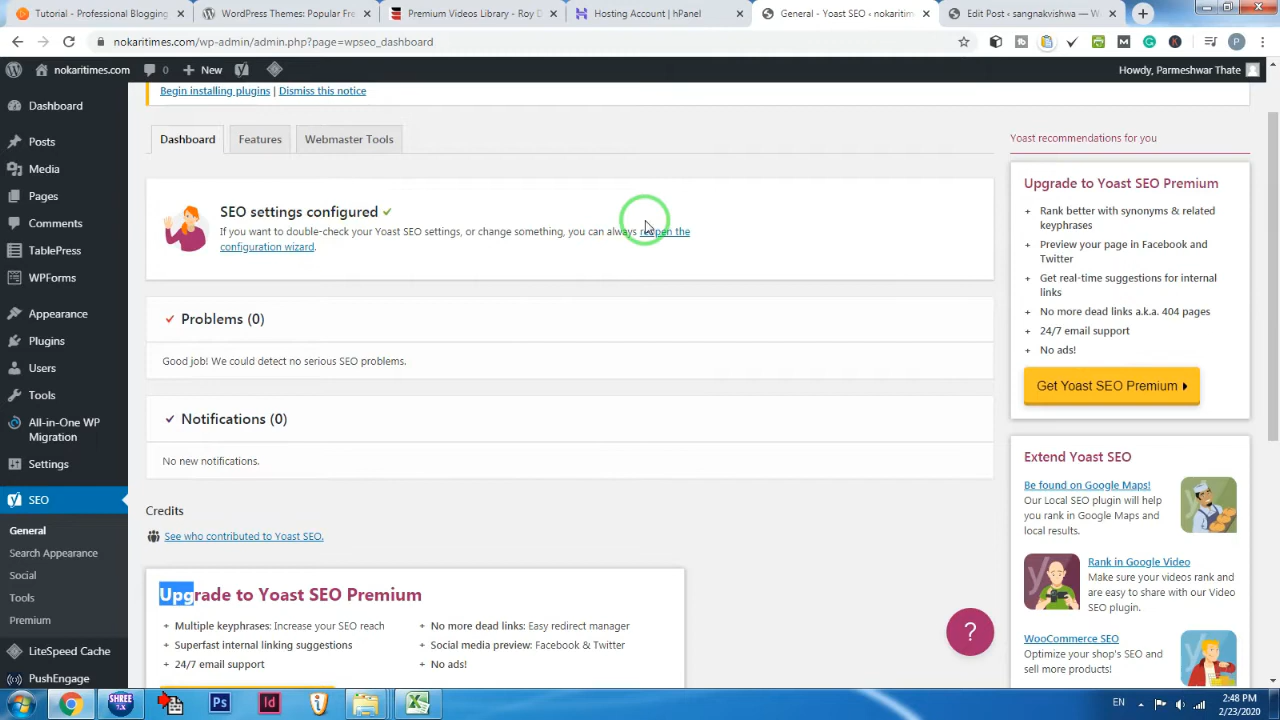 Tutorial - Professional Blogging
WordPress Themes: Popular Fre
Premium Videos Library - Roy D
Hosting Account | hPanel
General - Yoast SEO ‹ nokaritimes
Edit Post ‹ sangnakvishwa — W
nokaritimes.com/wp-admin/admin.php?page=wpseo_dashboard
nokaritimes.com
0
New
Howdy, Parmeshwar Thate
Begin installing plugins | Dismiss this notice
Dashboard
Posts
Media
Pages
Comments
TablePress
WPForms
Appearance
Plugins
Users
Tools
All-in-One WP
Migration
Settings
SEO
General
Search Appearance
Social
Tools
Premium
LiteSpeed Cache
PushEngage
Dashboard
Features
Webmaster Tools
SEO settings configured
If you want to double-check your Yoast SEO settings, or change something, you can always reopen the
configuration wizard.
Problems (0)
Good job! We could detect no serious SEO problems.
Notifications (0)
No new notifications.
Credits
See who contributed to Yoast SEO.
Upgrade to Yoast SEO Premium
+ Multiple keyphrases: Increase your SEO reach
+ Superfast internal linking suggestions
+ 24/7 email support
+ No more dead links: Easy redirect manager
+ Social media preview: Facebook & Twitter
+ No ads!
Yoast recommendations for you
Upgrade to Yoast SEO Premium
+ Rank better with synonyms & related
keyphrases
+ Preview your page in Facebook and
Twitter
+ Get real-time suggestions for internal
links
+ No more dead links a.k.a. 404 pages
+ 24/7 email support
+ No ads!
Get Yoast SEO Premium
Extend Yoast SEO
Be found on Google Maps!
Our Local SEO plugin will help
you rank in Google Maps and
local results.
Rank in Google Video
Make sure your videos rank and
are easy to share with our Video
SEO plugin.
WooCommerce SEO
Optimize your shop's SEO and
sell more products!
?
SHREE
Ps
Id
EN
2:48 PM
2/23/2020